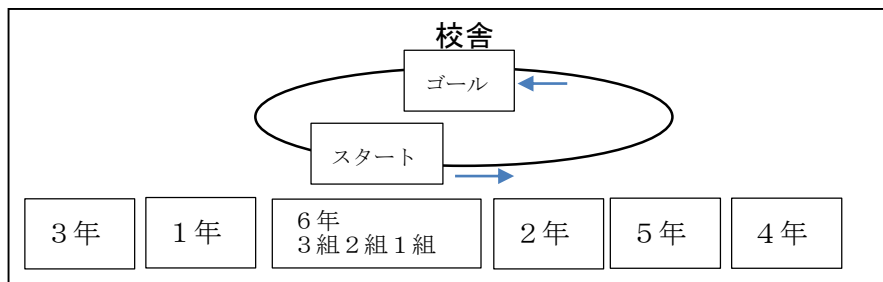 校舎
ゴール
スタート
３年
１年
６年
３組２組１組
２年
５年
４年